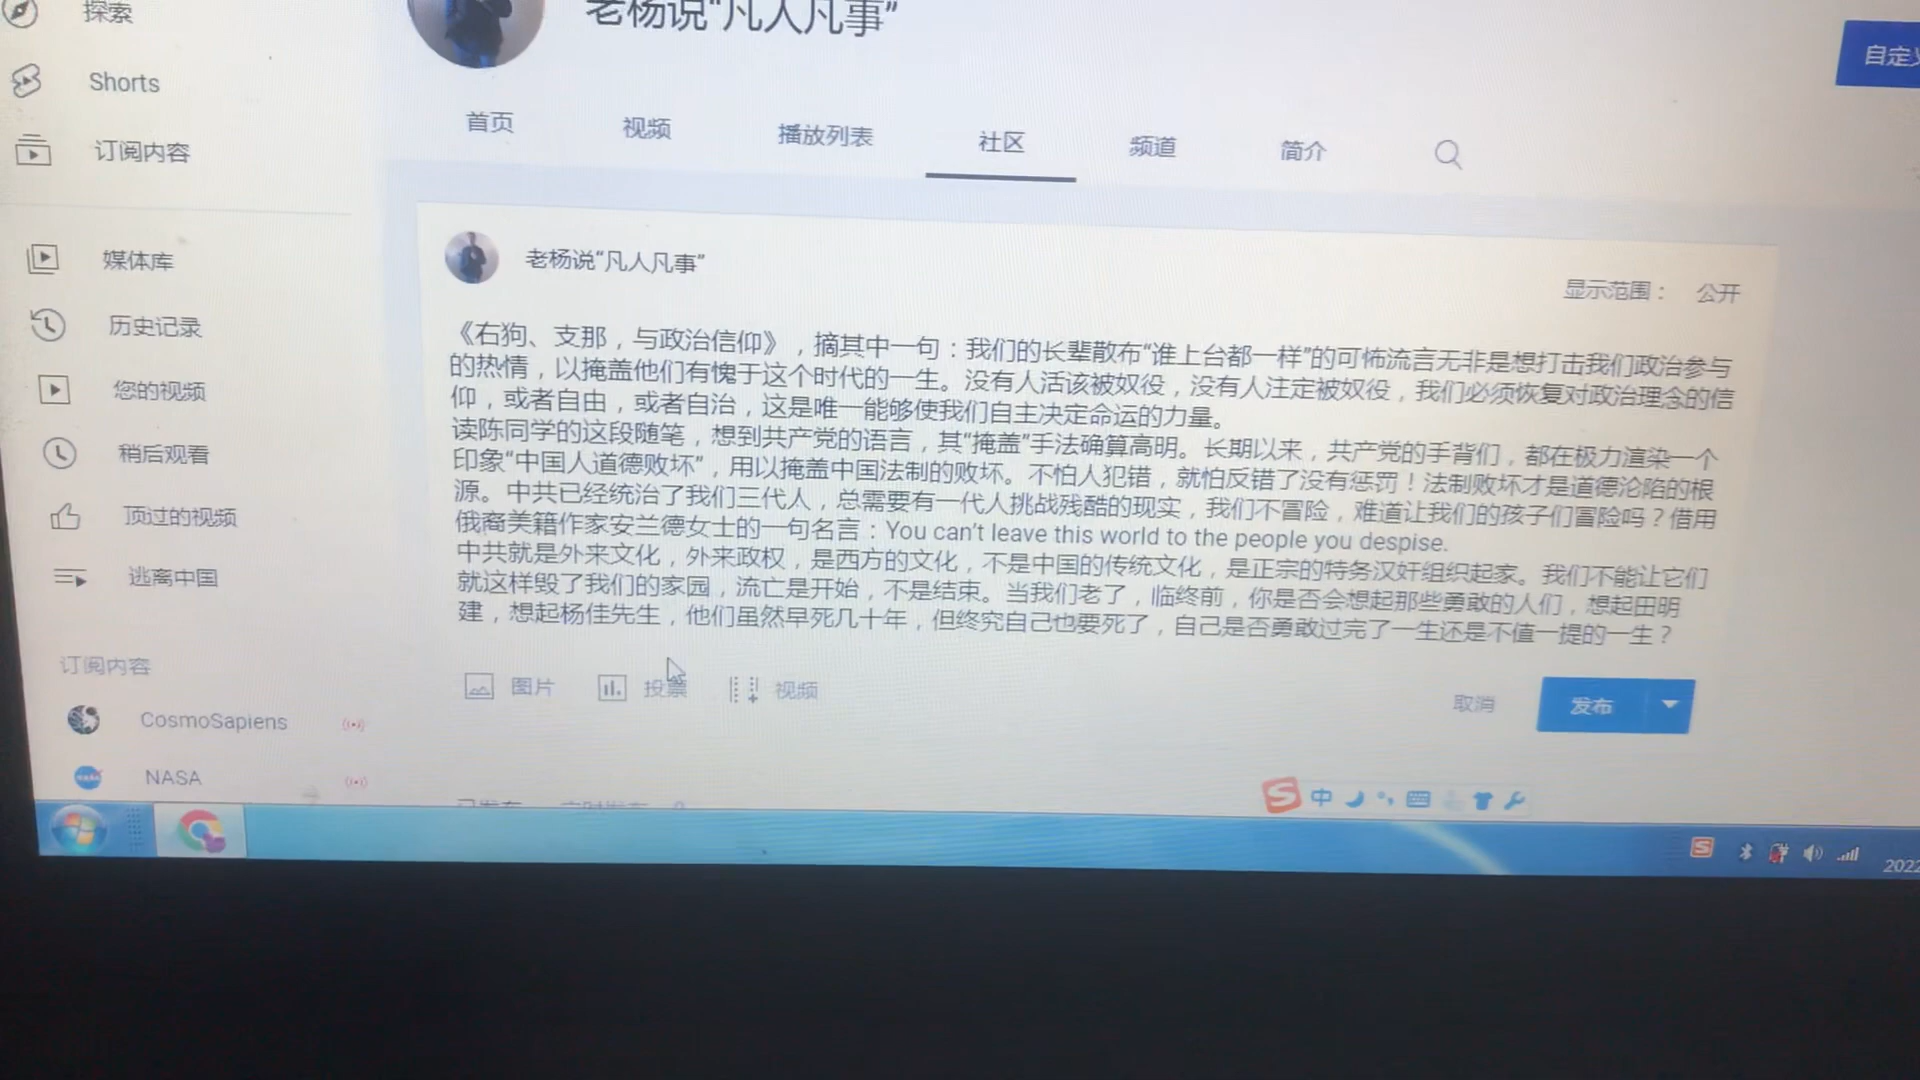 探索
老杨说“凡人凡事”
自定义
Shorts
订阅内容
首页
视频
播放列表
社区
频道
简介
媒体库
历史记录
您的视频
稍后观看
顶过的视频
逃离中国
订阅内容
CosmoSapiens
NASA
老杨说“凡人凡事”
显示范围： 公开
《右狗、支那，与政治信仰》，摘其中一句：我们的长辈散布“谁上台都一样”的可怖流言无非是想打击我们政治参与
的热情，以掩盖他们有愧于这个时代的一生。没有人活该被奴役，没有人注定被奴役，我们必须恢复对政治理念的信
仰，或者自由，或者自治，这是唯一能够使我们自主决定命运的力量。
读陈同学的这段随笔，想到共产党的语言，其“掩盖”手法确算高明。长期以来，共产党的手背们，都在极力渲染一个
印象“中国人道德败坏”，用以掩盖中国法制的败坏。不怕人犯错，就怕反错了没有惩罚！法制败坏才是道德沦陷的根
源。中共已经统治了我们三代人，总需要有一代人挑战残酷的现实，我们不冒险，难道让我们的孩子们冒险吗？借用
俄裔美籍作家安兰德女士的一句名言：You can't leave this world to the people you despise.
中共就是外来文化，外来政权，是西方的文化，不是中国的传统文化，是正宗的特务汉奸组织起家。我们不能让它们
就这样毁了我们的家园，流亡是开始，不是结束。当我们老了，临终前，你是否会想起那些勇敢的人们，想起田明
建，想起杨佳先生，他们虽然早死几十年，但终究自己也要死了，自己是否勇敢过完了一生还是不值一提的一生？
图片
投票
视频
取消
发布
中
2022